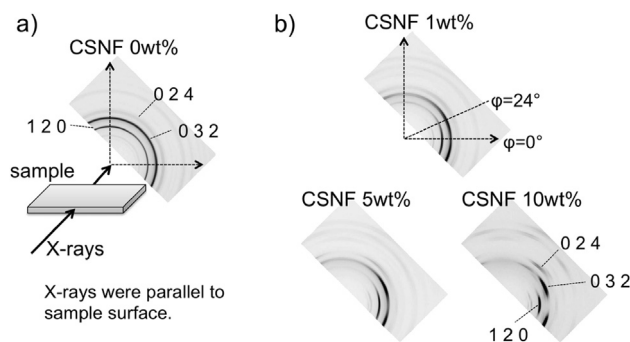 a)
CSNF 0wt%
0 2 4
1 2 0
0 3 2
sample
X-rays
X-rays were parallel to
sample surface.
b)
CSNF 1wt%
φ=24°
φ=0°
CSNF 5wt%
CSNF 10wt%
0 2 4
0 3 2
1 2 0